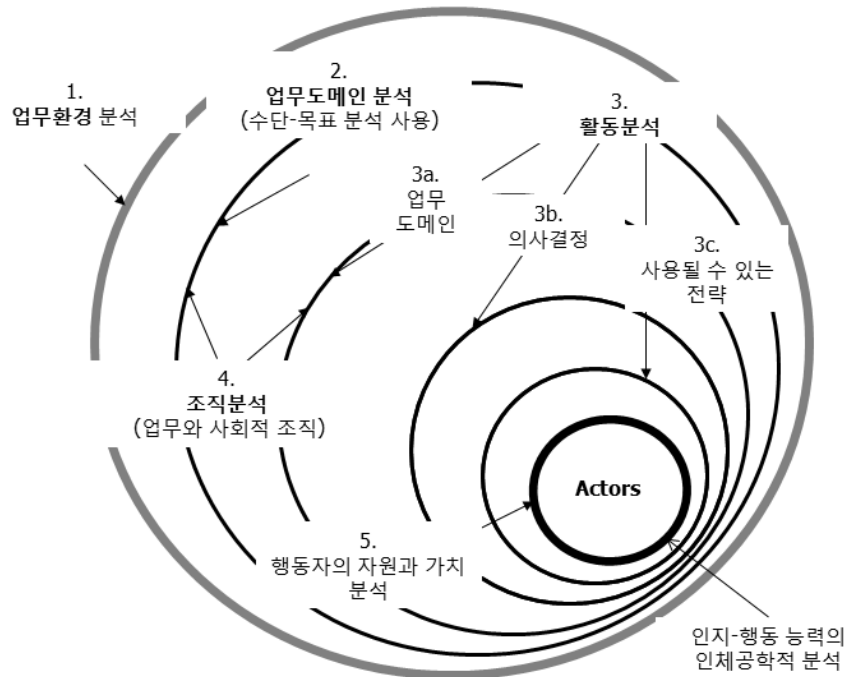 1.
업무환경 분석
2.
업무도메인 분석
(수단-목표 분석 사용)
3.
활동분석
3a.
업무
도메인
3b.
의사결정
3c.
사용될 수 있는
전략
4.
조직분석
(업무와 사회적 조직)
Actors
5.
행동자의 자원과 가치
분석
인지-행동 능력의
인체공학적 분석